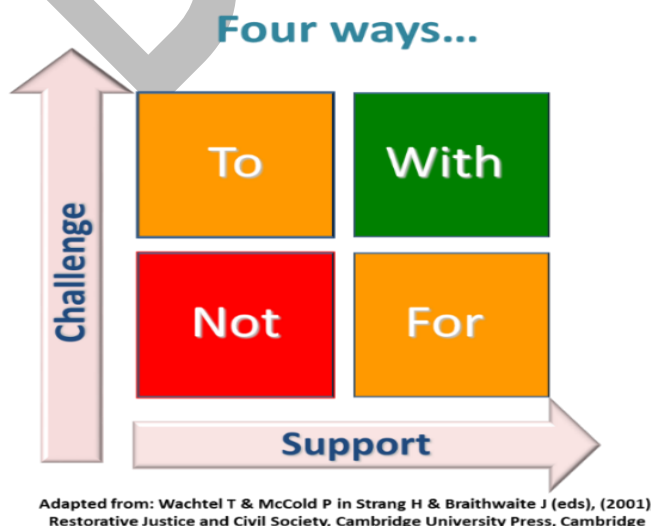 Four ways...
To
With
Challenge
Not
For
Support
Adapted from: Wachtel T & McCold P in Strang H & Braithwaite J (eds), (2001)
Restorative Justice and Civil Society, Cambridge University Press, Cambridge